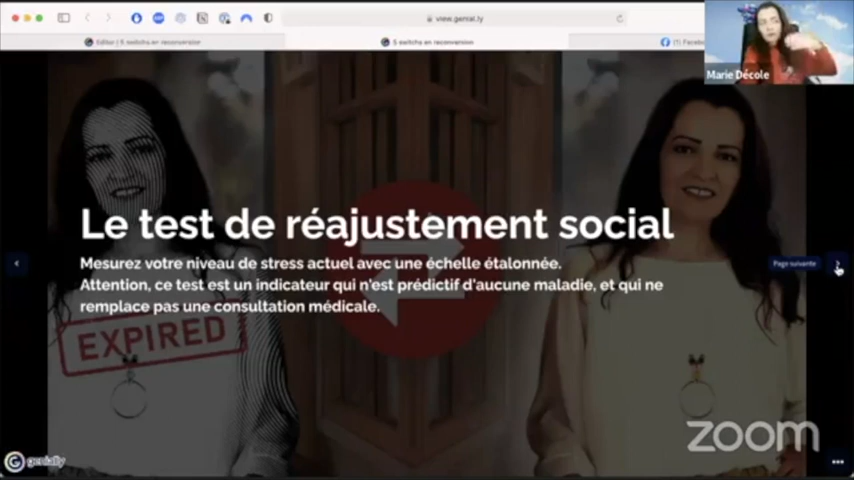 view.genial.ly
Editor | 5 switchs en reconversion
5 switchs en reconversion
(1) Facebo
Marie Décole
Le test de réajustement social
Mesurez votre niveau de stress actuel avec une échelle étalonnée.
Page suivante
Attention, ce test est un indicateur qui n'est prédictif d'aucune maladie, et qui ne
remplace pas une consultation médicale.
EXPIRED
zoom
genially